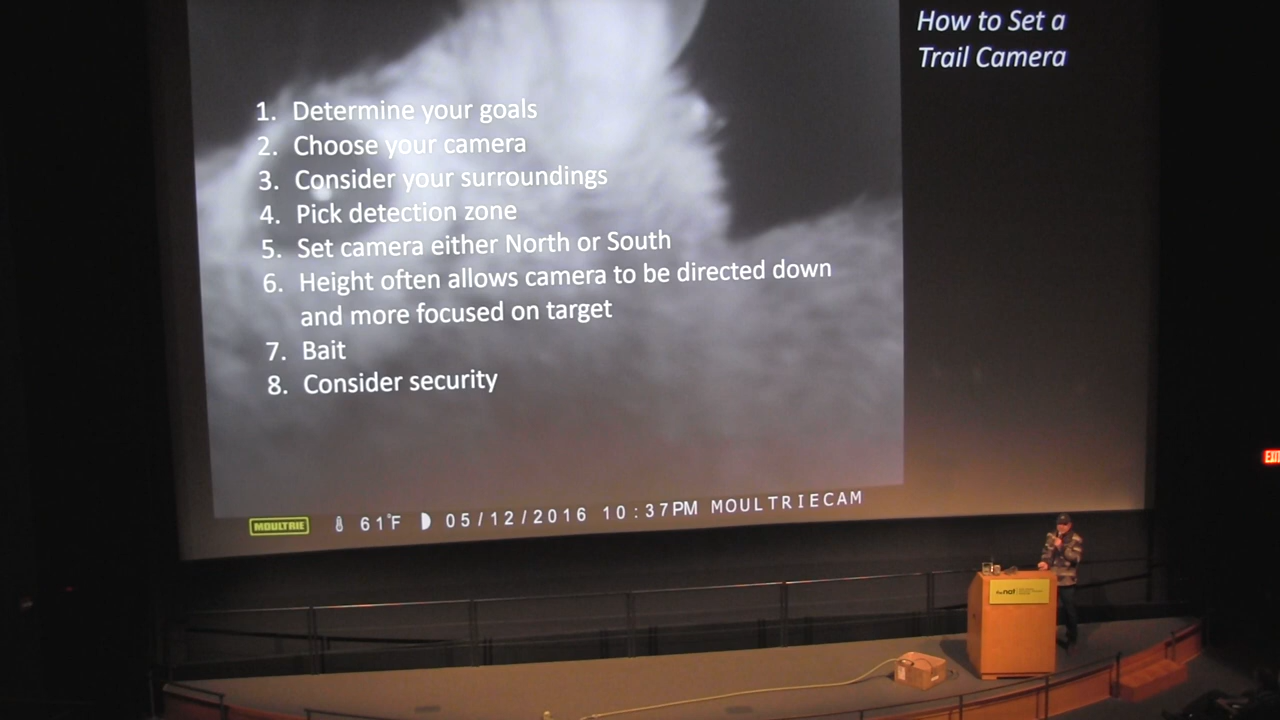 How to Set a
Trail Camera
1. Determine your goals
2. Choose your camera
3. Consider your surroundings
4. Pick detection zone
5. Set camera either North or South
6. Height often allows camera to be directed down
and more focused on target
7. Bait
8. Consider security
MOULTRIE 61°F 05/12/2016 10:37PM MOULTRIECAM
the nat